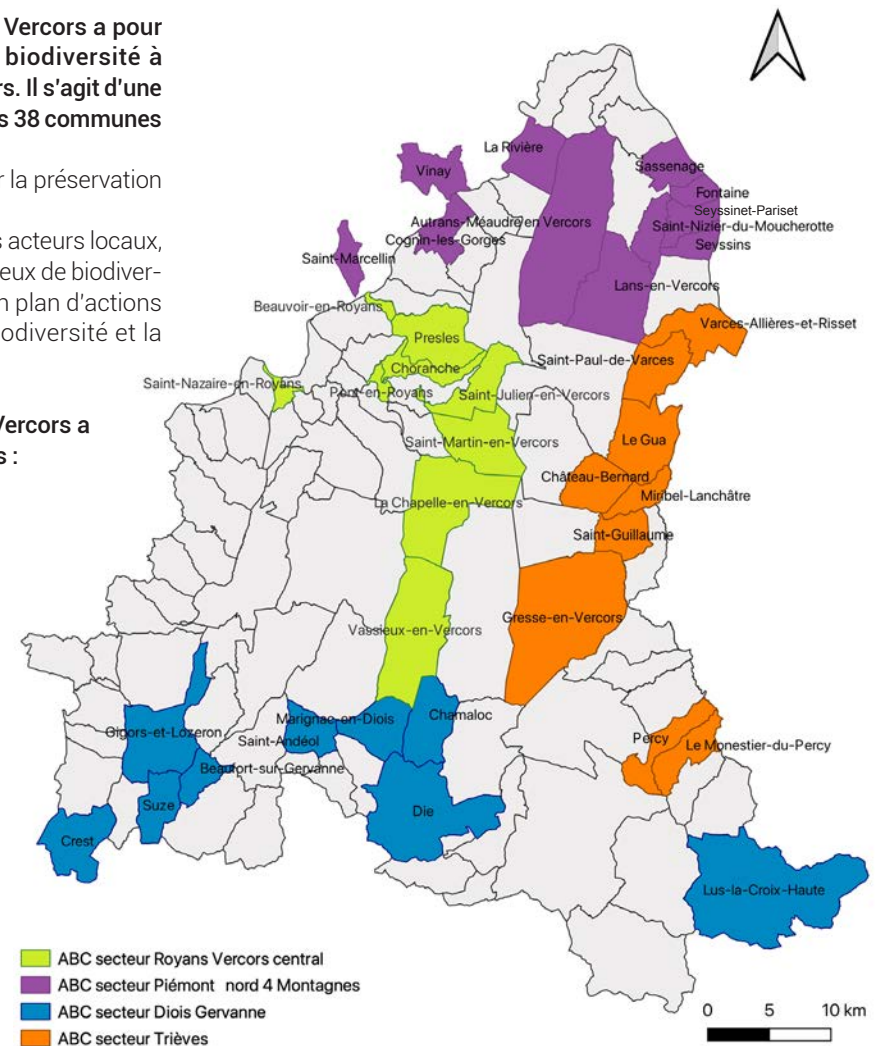 Vercors a pour
biodiversité à
rs. Il s'agit d'une
s 38 communes
r la préservation
s acteurs locaux,
eux de biodiver-
n plan d'actions
odiversité et la
Vercors a
s :
La Rivière
Sassenage
Vinay
Fontaine
Seyssinet-Pariset
Autrans-Méaudre en Vercors
Saint-Nizier-du-Moucherotte
Cognin-les-Gorges
Seyssins
Saint-Marcellin
Lans-en-Vercors
Beauvoir-en-Royans
Varces-Allières-et-Risset
Presles
Saint-Paul-de-Varces
Choranche
Saint-Nazaire-en-Royans
Pont-en-Royans
Saint-Julien-en-Vercors
Saint-Martin-en-Vercors
Le Gua
Château-Bernard
Miribel-Lanchâtre
La Chapelle-en-Vercors
Saint-Guillaume
Gresse-en-Vercors
Vassieux-en-Vercors
Marignac-en-Diois
Chamaloc
Gigors-et-Lozeron
Saint-Andéol
Percy
Le Monestier-du-Percy
Beaufort-sur-Gervanne
Suze
Die
Crest
Lus-la-Croix-Haute
ABC secteur Royans Vercors central
ABC secteur Piémont nord 4 Montagnes
ABC secteur Diois Gervanne
ABC secteur Trièves
0 5 10 km